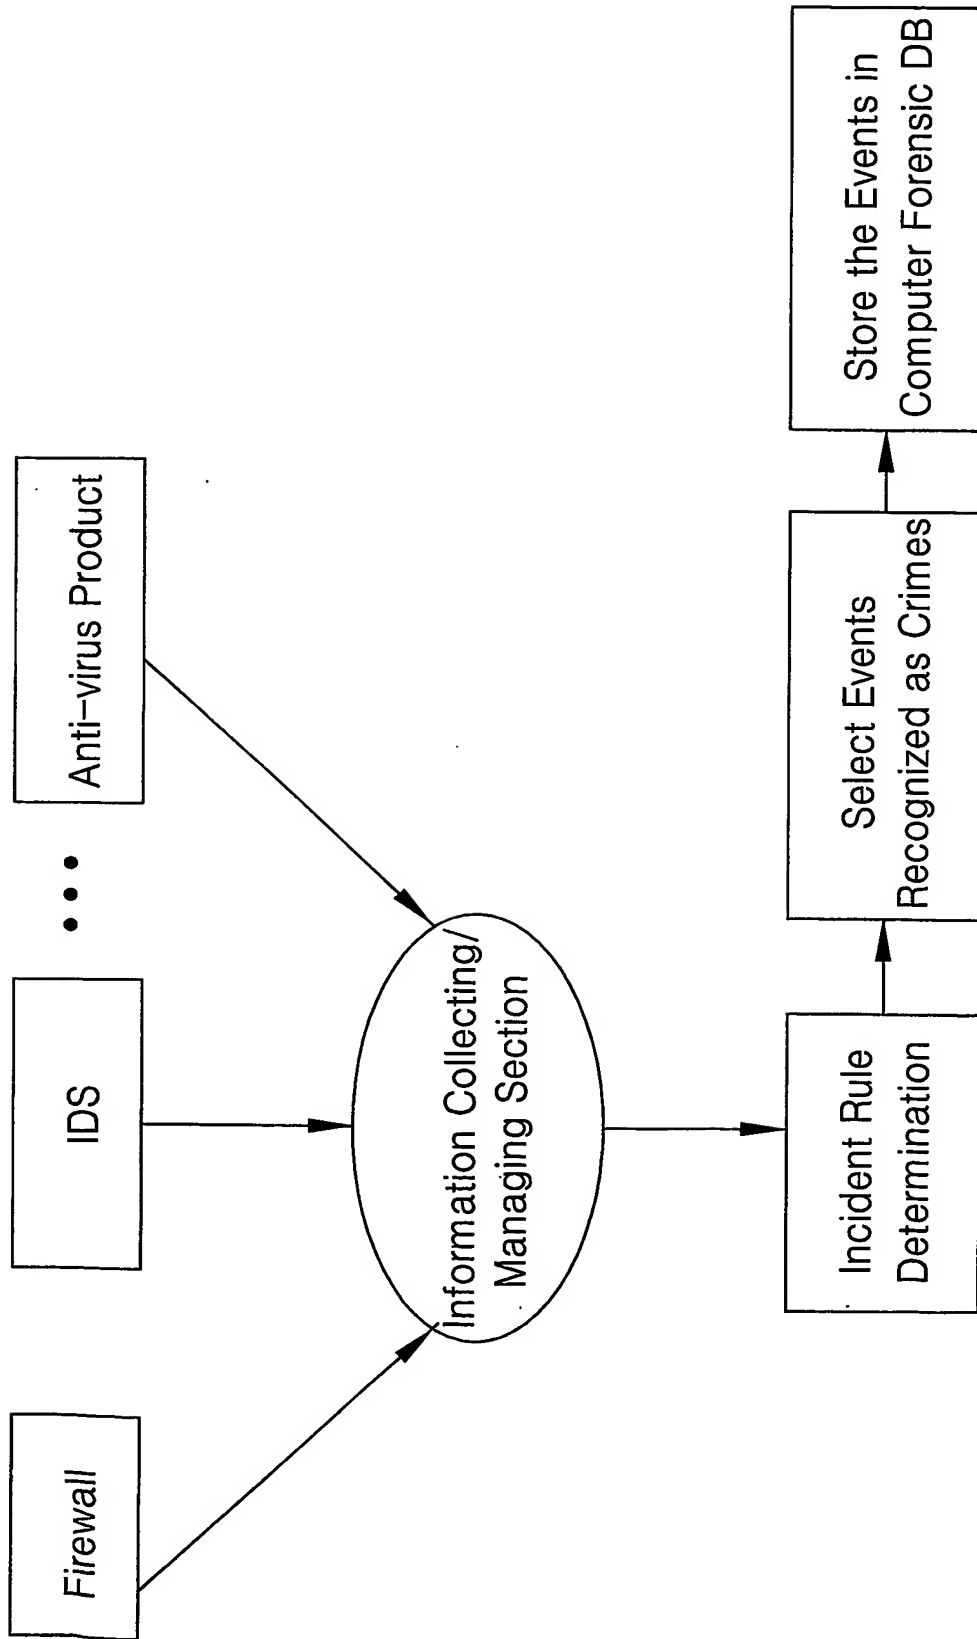 Firewall
IDS
Anti-virus Product
Information Collecting/
Managing Section
Incident Rule
Determination
Select Events
Recognized as Crimes
Store the Events in
Computer Forensic DB